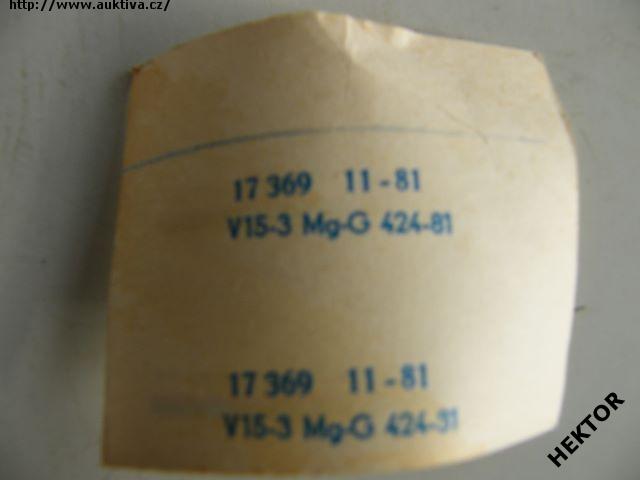 http://www.auktiva.cz/
17 369 11-81
V15-3 Mg-G 424-81
17 369 11-81
V15-3 Mg-G 424-31
HEKTOR